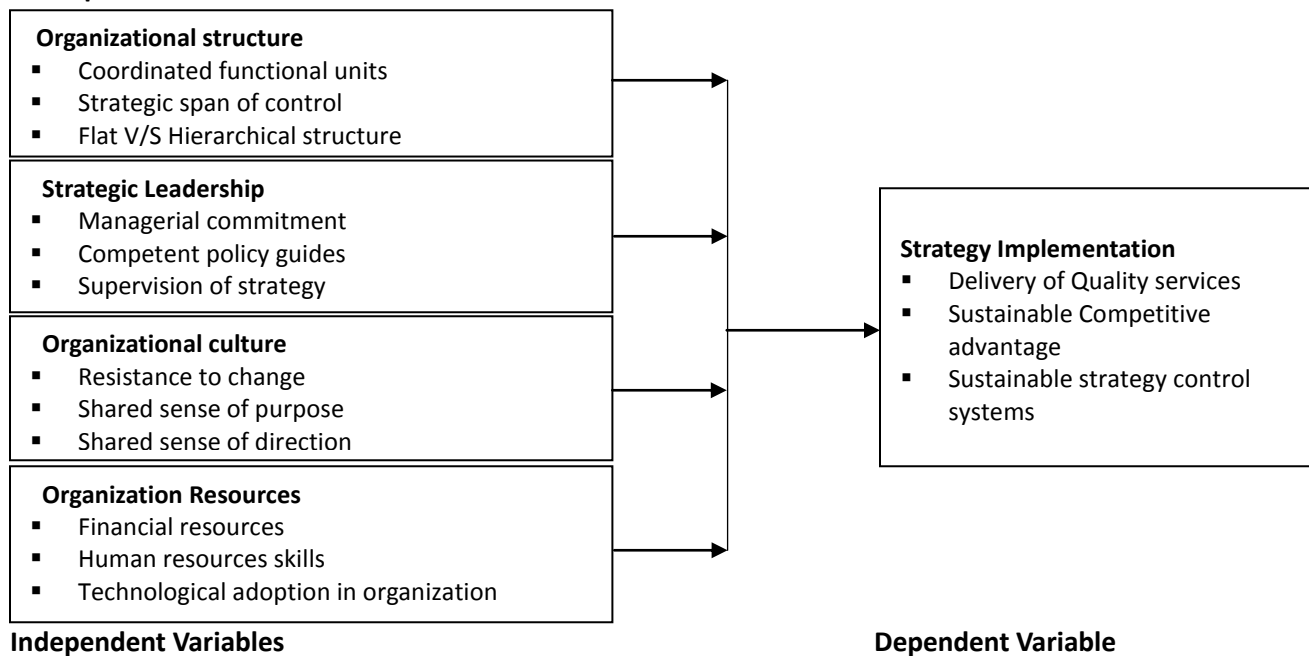 Organizational structure
▪ Coordinated functional units
▪ Strategic span of control
▪ Flat V/S Hierarchical structure
Strategic Leadership
▪ Managerial commitment
▪ Competent policy guides
▪ Supervision of strategy
Organizational culture
▪ Resistance to change
▪ Shared sense of purpose
▪ Shared sense of direction
Organization Resources
▪ Financial resources
▪ Human resources skills
▪ Technological adoption in organization
Strategy Implementation
▪ Delivery of Quality services
▪ Sustainable Competitive
advantage
▪ Sustainable strategy control
systems
Independent Variables
Dependent Variable